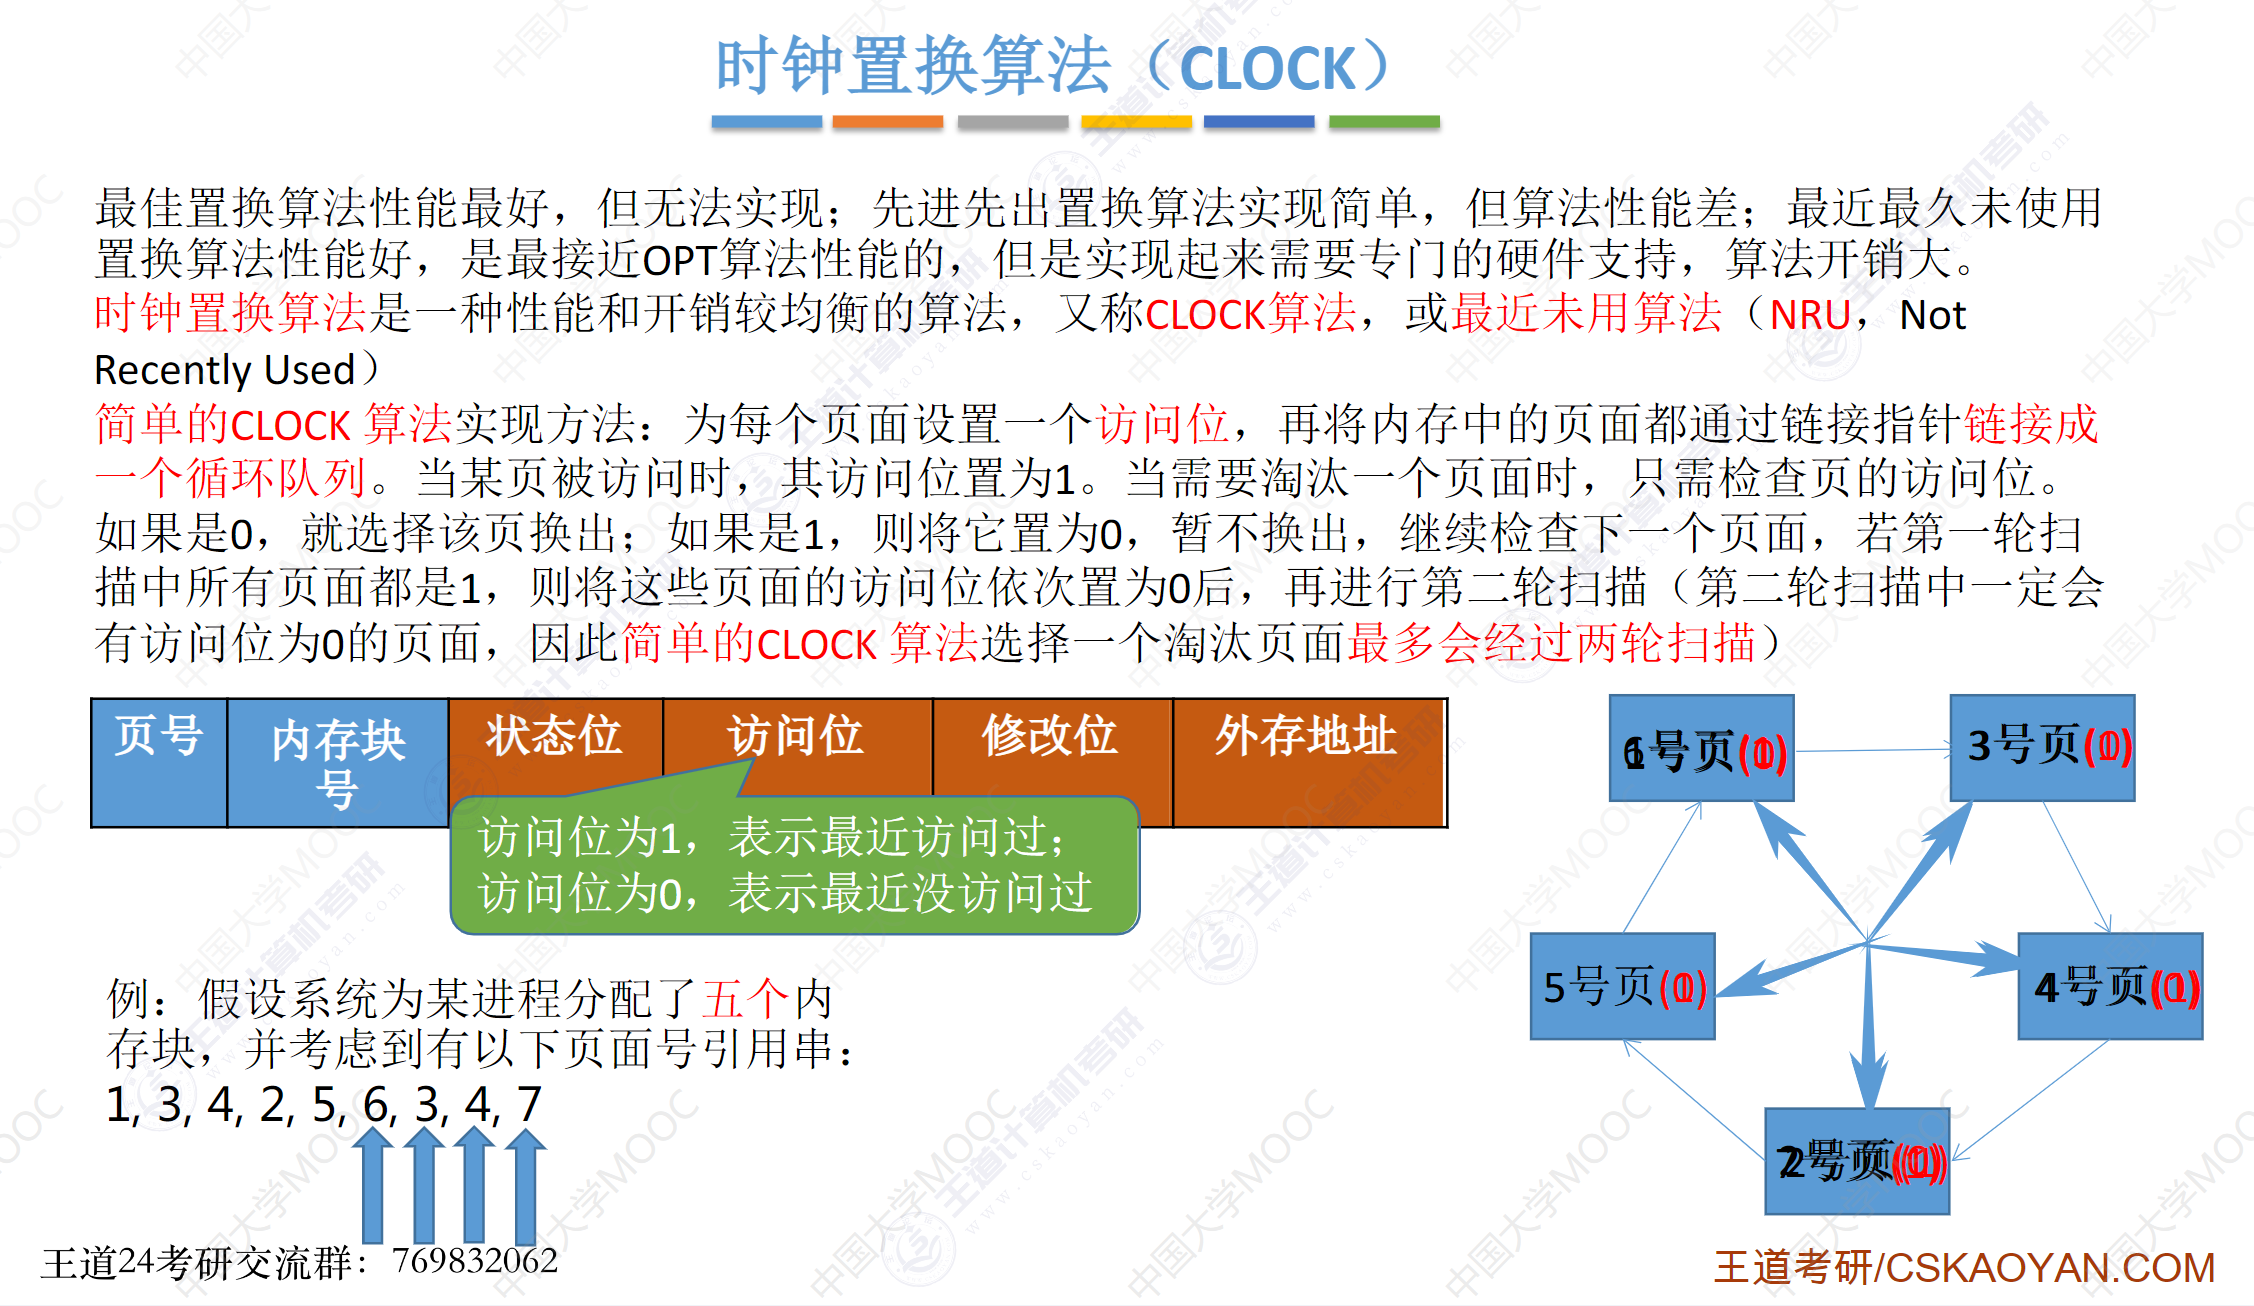 时钟置换算法（CLOCK）
最佳置换算法性能最好，但无法实现；先进先出置换算法实现简单，但算法性能差；最近最久未使用
置换算法性能好，是最接近OPT算法性能的，但是实现起来需要专门的硬件支持，算法开销大。
时钟置换算法是一种性能和开销较均衡的算法，又称CLOCK算法，或最近未用算法（NRU，Not
Recently Used）
简单的CLOCK 算法实现方法：为每个页面设置一个访问位，再将内存中的页面都通过链接指针链接成
一个循环队列。当某页被访问时，其访问位置为1。当需要淘汰一个页面时，只需检查页的访问位。
如果是0，就选择该页换出；如果是1，则将它置为0，暂不换出，继续检查下一个页面，若第一轮扫
描中所有页面都是1，则将这些页面的访问位依次置为0后，再进行第二轮扫描（第二轮扫描中一定会
有访问位为0的页面，因此简单的CLOCK 算法选择一个淘汰页面最多会经过两轮扫描）
页号 内存块号 状态位 访问位 修改位 外存地址
访问位为1，表示最近访问过；
访问位为0，表示最近没访问过
号页
3号页
5号页
4号页
号页
例：假设系统为某进程分配了五个内
存块，并考虑到有以下页面号引用串：
1, 3, 4, 2, 5, 6, 3, 4, 7
王道24考研交流群：769832062
王道考研/CSKAOYAN.COM
中国大学MOOC
王道计算机考研
www.cskaoyan.com